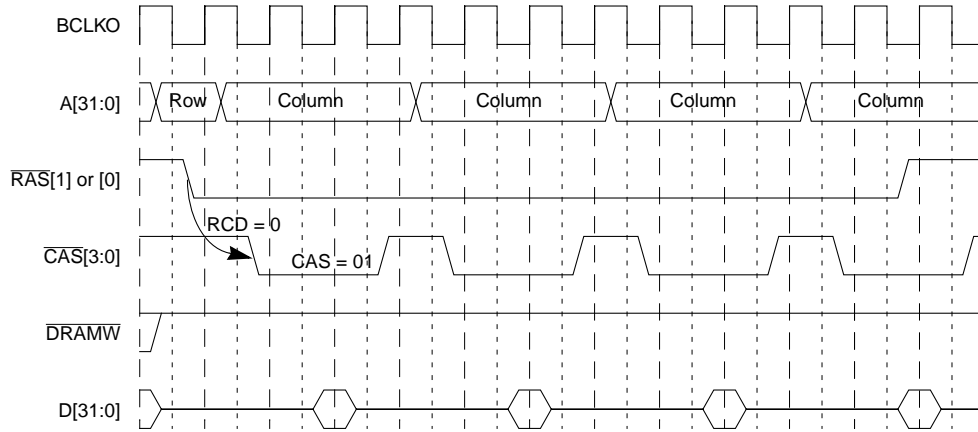 BCLKO
A[31:0]
Row
Column
Column
Column
Column
RAS[1] or [0]
RCD = 0
CAS[3:0]
CAS = 01
DRAMW
D[31:0]